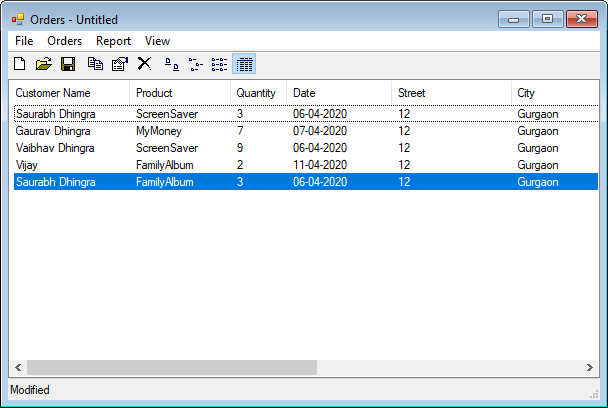 Orders - Untitled
File Orders Report View
Customer Name Product Quantity Date Street City
Saurabh Dhingra ScreenSaver 3 06-04-2020 12 Gurgaon
Gaurav Dhingra MyMoney 7 07-04-2020 12 Gurgaon
Vaibhav Dhingra ScreenSaver 9 06-04-2020 12 Gurgaon
Vijay FamilyAlbum 2 11-04-2020 12 Gurgaon
Saurabh Dhingra FamilyAlbum 3 06-04-2020 12 Gurgaon
Modified